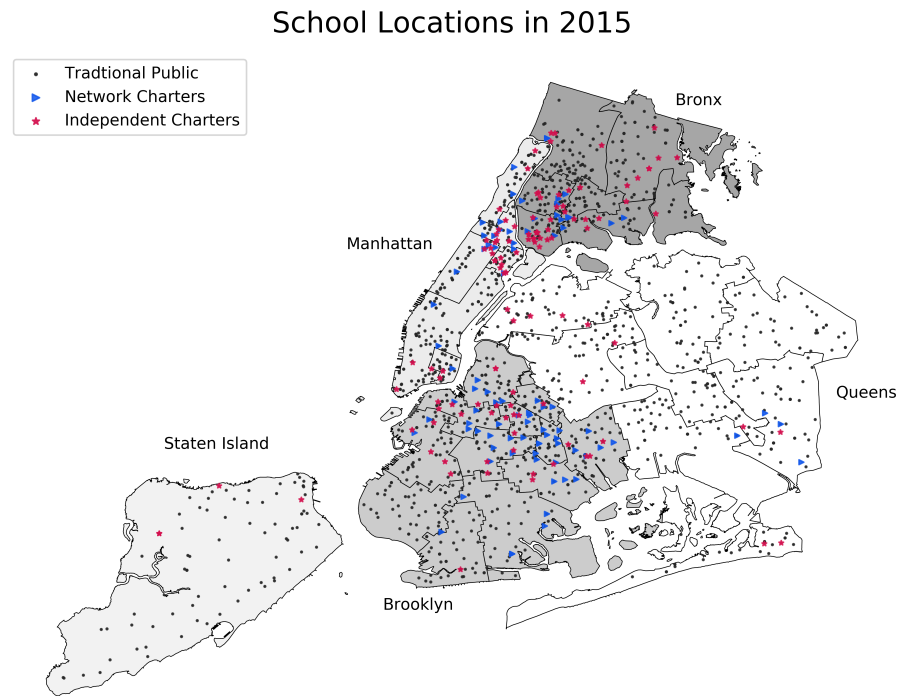 School Locations in 2015
Tradtional Public
Network Charters
Independent Charters
Bronx
Manhattan
Queens
Staten Island
Brooklyn